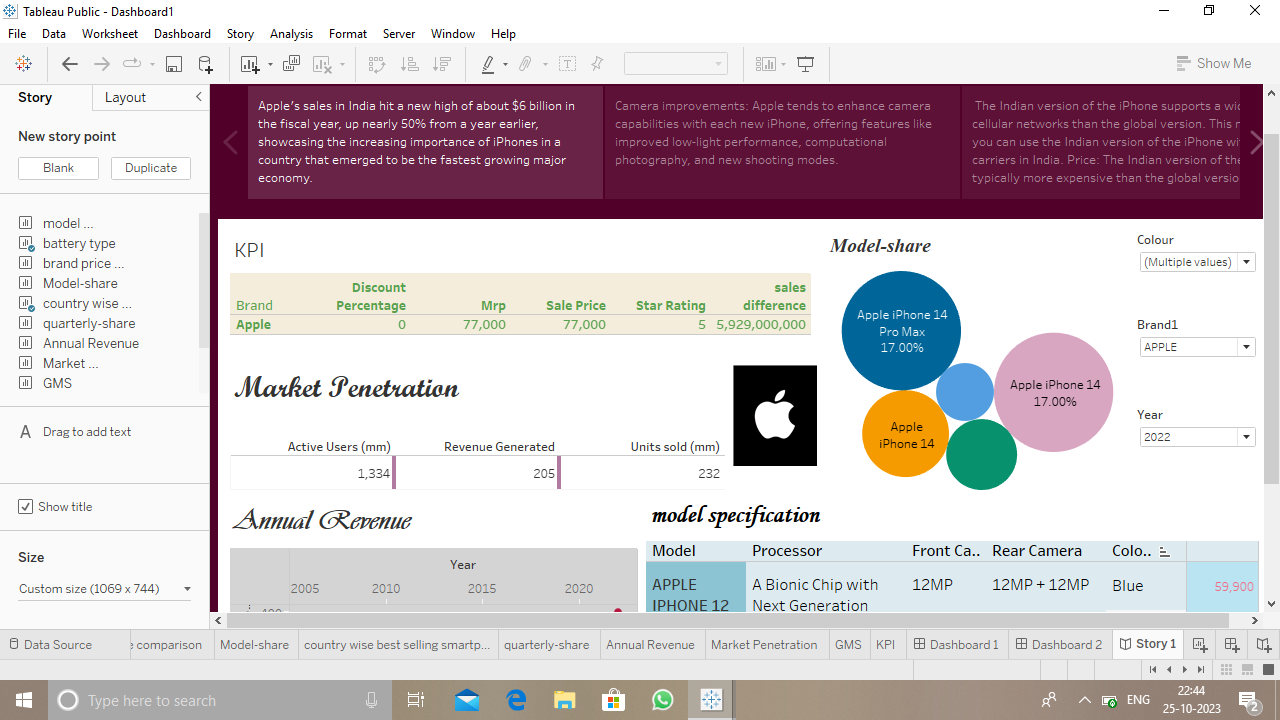 Tableau Public - Dashboard1
File Data Worksheet Dashboard Story Analysis Format Server Window Help
Show Me
Story Layout
New story point
Blank Duplicate
model ...
battery type
brand price ...
Model-share
country wise ...
quarterly-share
Annual Revenue
Market ...
GMS
A Drag to add text
Show title
Size
Custom size (1069 x 744)
Apple's sales in India hit a new high of about $6 billion in
the fiscal year, up nearly 50% from a year earlier,
showcasing the increasing importance of iPhones in a
country that emerged to be the fastest growing major
economy.
Camera improvements: Apple tends to enhance camera
capabilities with each new iPhone, offering features like
improved low-light performance, computational
photography, and new shooting modes.
The Indian version of the iPhone supports a
cellular networks than the global version. This
you can use the Indian version of the iPhone
carriers in India. Price: The Indian version of the
typically more expensive than the global
KPI
Brand Discount Percentage Mrp Sale Price Star Rating sales difference
Apple 0 77,000 77,000 5 5,929,000,000
Market Penetration
Active Users (mm) Revenue Generated Units sold (mm)
1,334 205 232
Model-share
Apple iPhone 14
Pro Max
17.00%
Apple iPhone 14
17.00%
Apple
iPhone 14
Colour
(Multiple values)
Brand1
APPLE
Year
2022
Annual Revenue
Year
2005 2010 2015 2020
model specification
Model Processor Front Ca.. Rear Camera Colo..
APPLE IPHONE 12 A Bionic Chip with Next Generation 12MP 12MP + 12MP Blue 59,900
Data Source comparison Model-share country wise best selling smartp... quarterly-share Annual Revenue Market Penetration GMS KPI Dashboard 1 Dashboard 2 Story 1
Type here to search
ENG
22:44
25-10-2023
2